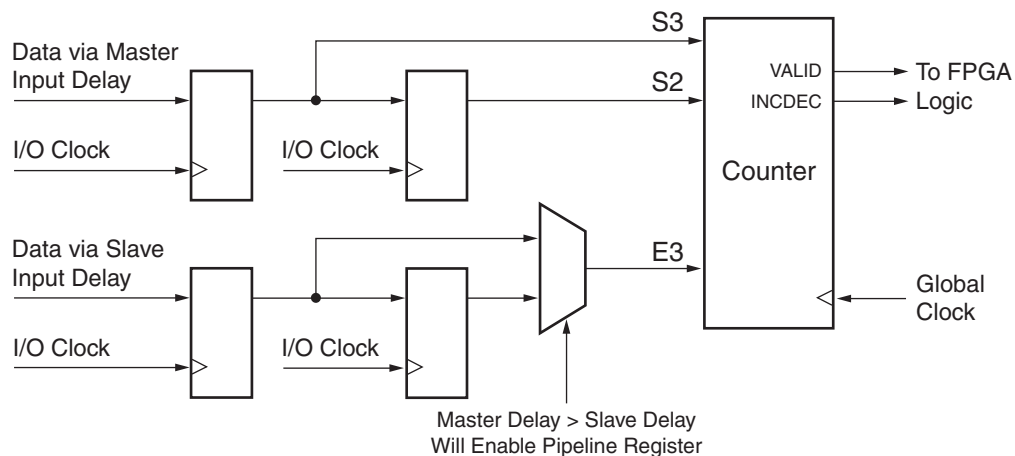 S3
Data via Master
Input Delay
VALID
To FPGA
S2
INCDEC
Logic
I/O Clock
I/O Clock
Counter
Data via Slave
Input Delay
E3
Global
Clock
I/O Clock
I/O Clock
Master Delay > Slave Delay
Will Enable Pipeline Register